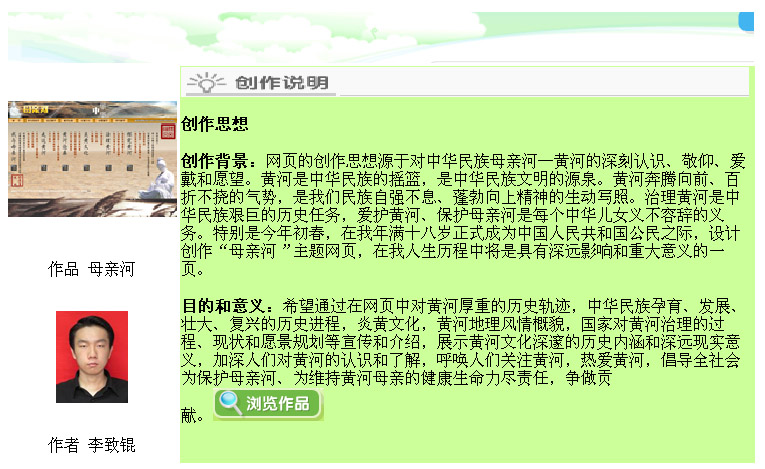 创作说明
创作思想
创作背景：网页的创作思想源于对中华民族母亲河—黄河的深刻认识、敬仰、爱
戴和愿望。黄河是中华民族的摇篮，是中华民族文明的源泉。黄河奔腾向前、百
折不挠的气势，是我们民族自强不息、蓬勃向上精神的生动写照。治理黄河是中
华民族艰巨的历史任务，爱护黄河、保护母亲河是每个中华儿女义不容辞的义
务。特别是今年初春，在我年满十八岁正式成为中国人民共和国公民之际，设计
创作“母亲河 ”主题网页，在我人生历程中将是具有深远影响和重大意义的一
页。
目的和意义：希望通过在网页中对黄河厚重的历史轨迹，中华民族孕育、发展、
壮大、复兴的历史进程，炎黄文化，黄河地理风情慨貌，国家对黄河治理的过
程、现状和愿景规划等宣传和介绍，展示黄河文化深邃的历史内涵和深远现实意
义，加深人们对黄河的认识和了解，呼唤人们关注黄河，热爱黄河，倡导全社会
为保护母亲河、为维持黄河母亲的健康生命力尽责任，争做贡
献。
浏览作品
母亲河
作品 母亲河
作者 李致锟